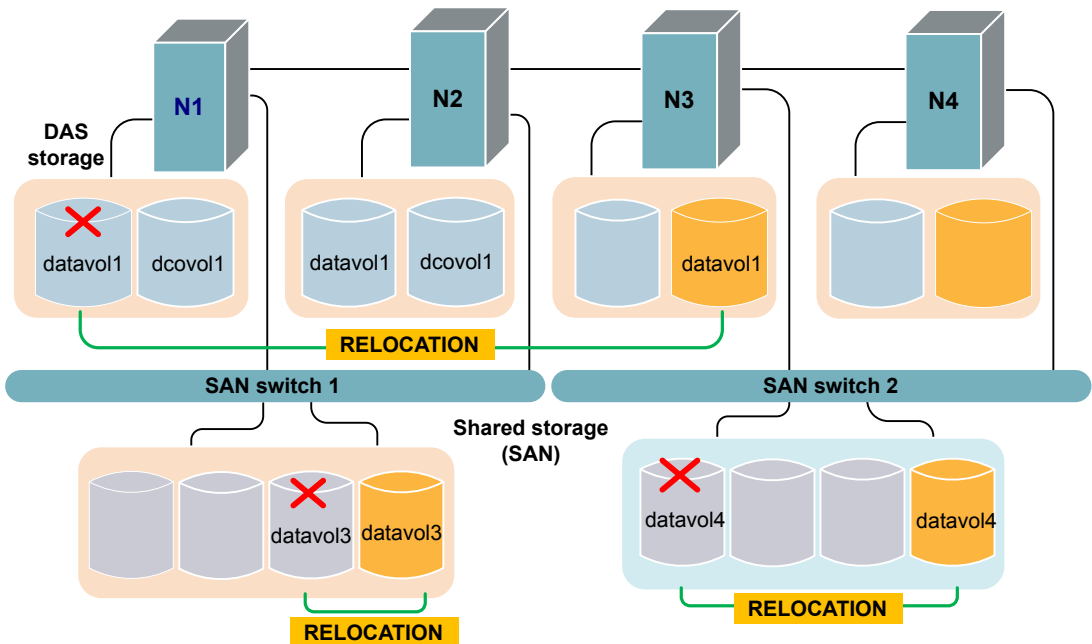 N1
N2
N3
N4
DAS
storage
datavol1
dcovol1
datavol1
dcovol1
datavol1
RELOCATION
SAN switch 1
SAN switch 2
Shared storage
(SAN)
datavol3
datavol3
datavol4
datavol4
RELOCATION
RELOCATION